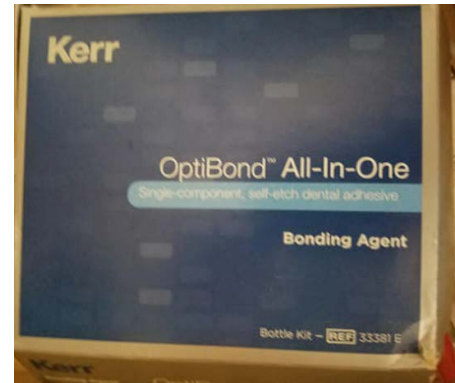 Kerr
OptiBond™ All-In-One
Single-component, self-etch dental adhesive
Bonding Agent
Bottle Kit – REF 33381 E
Kerr